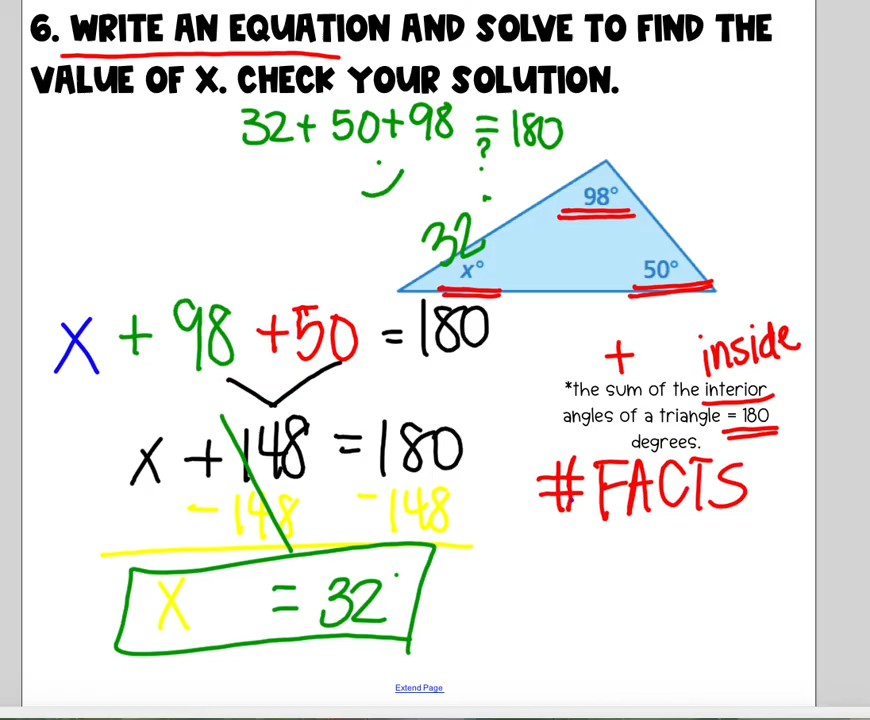 6. WRITE AN EQUATION AND SOLVE TO FIND THE
VALUE OF X. CHECK YOUR SOLUTION.
32+ 50+98 = 180
?
98°
32
x° 50°
x + 98 +50 = 180
+ inside
*the sum of the interior
angles of a triangle = 180
degrees.
x + 148 = 180
#FACTS
- 148 - 148
x = 32
Extend Page